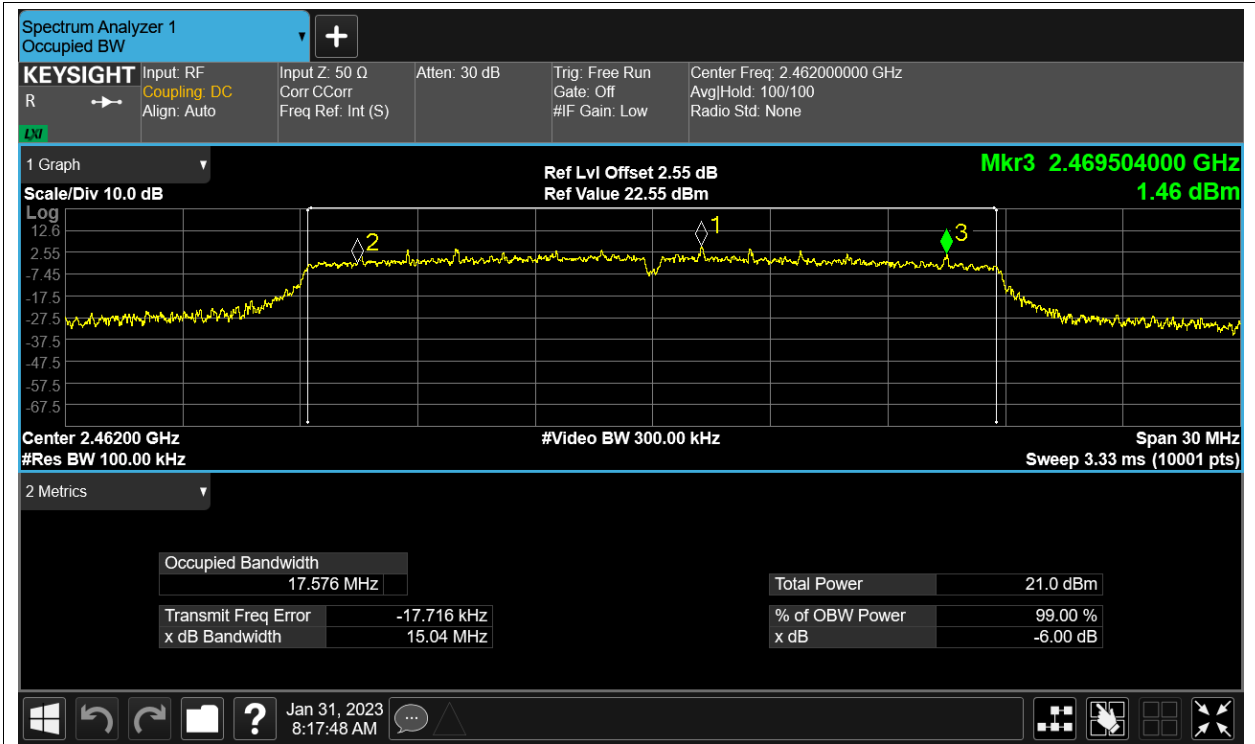 Spectrum Analyzer 1
Occupied BW
▼
+
KEYSIGHT
R
LXI
Input: RF
Coupling: DC
Align: Auto
Input Z: 50 Ω
Corr CCorr
Freq Ref: Int (S)
Atten: 30 dB
Trig: Free Run
Gate: Off
#IF Gain: Low
Center Freq: 2.462000000 GHz
Avg|Hold: 100/100
Radio Std: None
1 Graph ▼
Scale/Div 10.0 dB
Ref Lvl Offset 2.55 dB
Ref Value 22.55 dBm
Mkr3 2.469504000 GHz
1.46 dBm
Log
12.6
2.55
-7.45
-17.5
-27.5
-37.5
-47.5
-57.5
-67.5
2
1
3
Center 2.46200 GHz
#Res BW 100.00 kHz
#Video BW 300.00 kHz
Span 30 MHz
Sweep 3.33 ms (10001 pts)
2 Metrics ▼
Occupied Bandwidth
17.576 MHz
Transmit Freq Error -17.716 kHz
x dB Bandwidth 15.04 MHz
Total Power 21.0 dBm
% of OBW Power 99.00 %
x dB -6.00 dB
?
Jan 31, 2023
8:17:48 AM